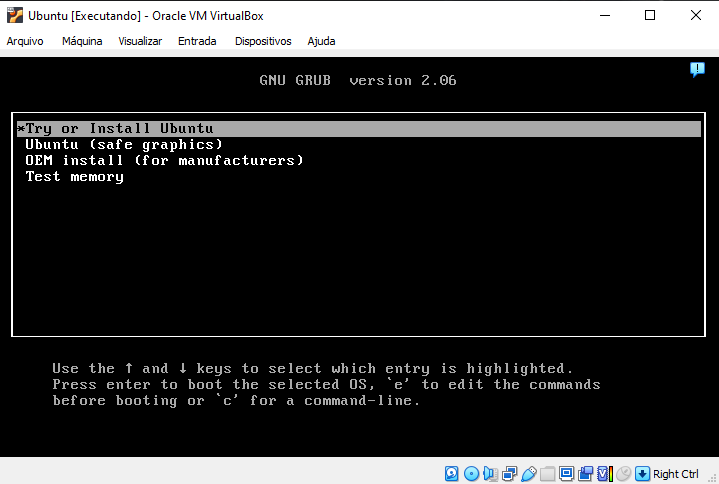 Ubuntu [Executando] - Oracle VM VirtualBox
Arquivo Máquina Visualizar Entrada Dispositivos Ajuda
GNU GRUB  version 2.06
*Try or Install Ubuntu
Ubuntu (safe graphics)
OEM install (for manufacturers)
Test memory
Use the ↑ and ↓ keys to select which entry is highlighted.
Press enter to boot the selected OS, `e' to edit the commands
before booting or `c' for a command-line.
Right Ctrl